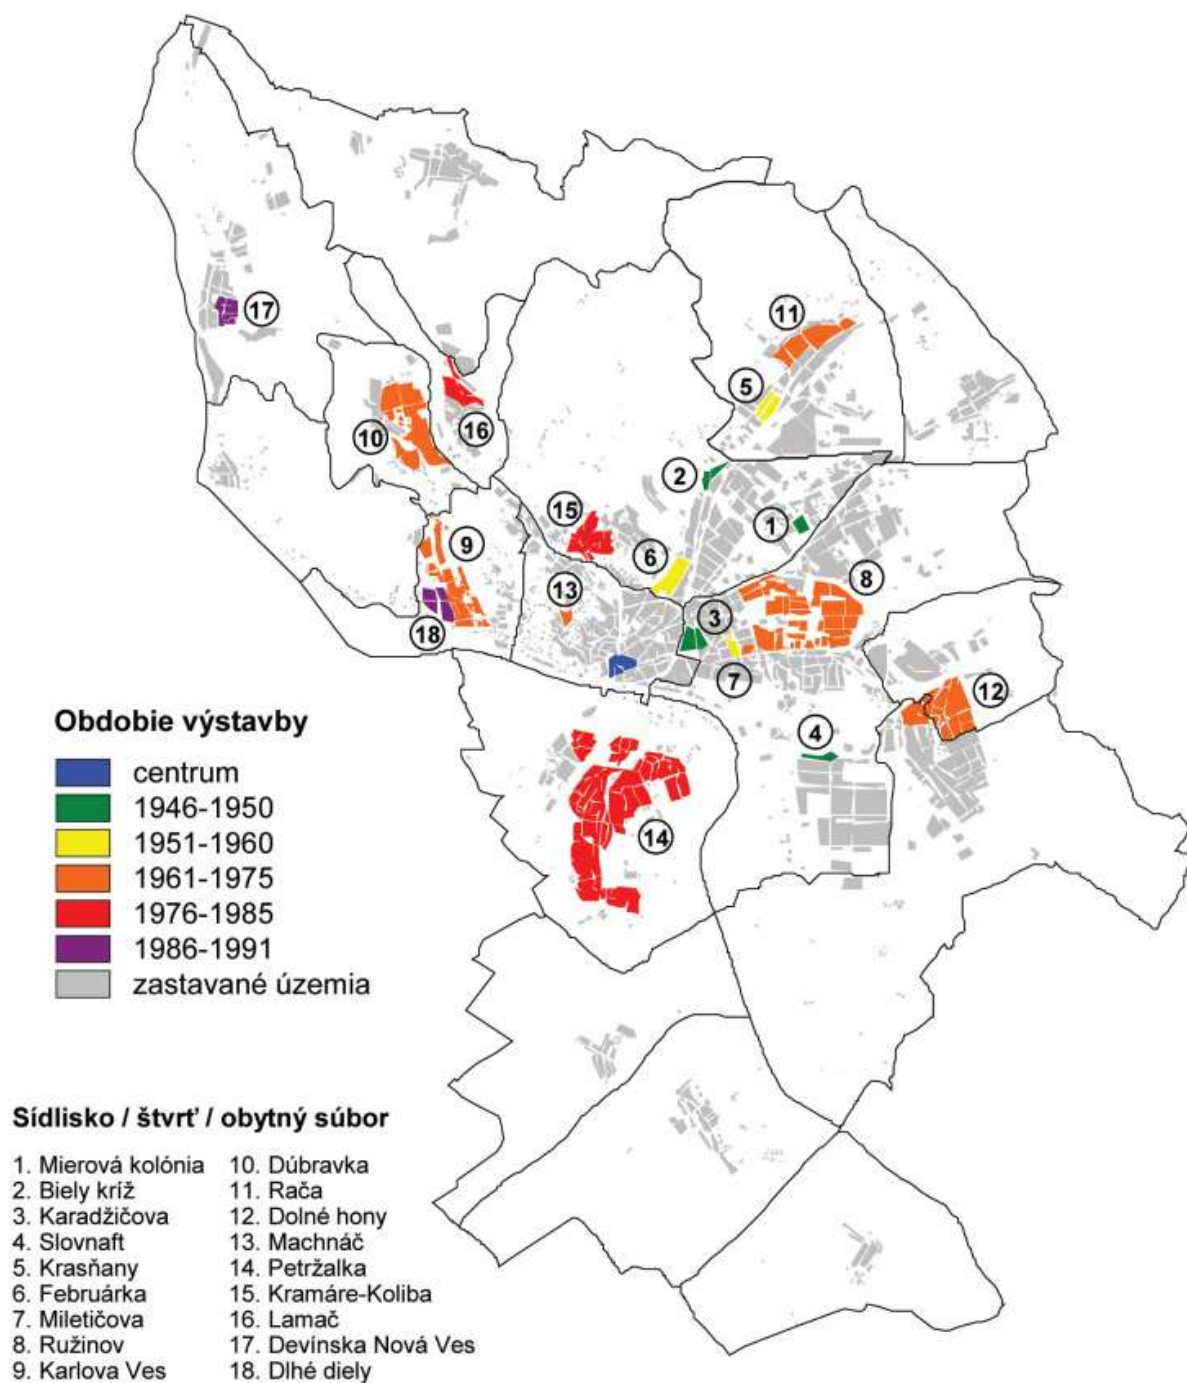 17
11
5
10
16
2
15
1
9
6
8
13
3
18
7
12
4
14
Obdobie výstavby
centrum
1946-1950
1951-1960
1961-1975
1976-1985
1986-1991
zastavané územia
Sídlisko / štvrť / obytný súbor
1. Mierová kolónia
2. Biely kríž
3. Karadžičova
4. Slovnaft
5. Krasňany
6. Februárka
7. Miletičova
8. Ružinov
9. Karlova Ves
10. Dúbravka
11. Rača
12. Dolné hony
13. Machnáč
14. Petržalka
15. Kramáre-Koliba
16. Lamač
17. Devínska Nová Ves
18. Dlhé diely